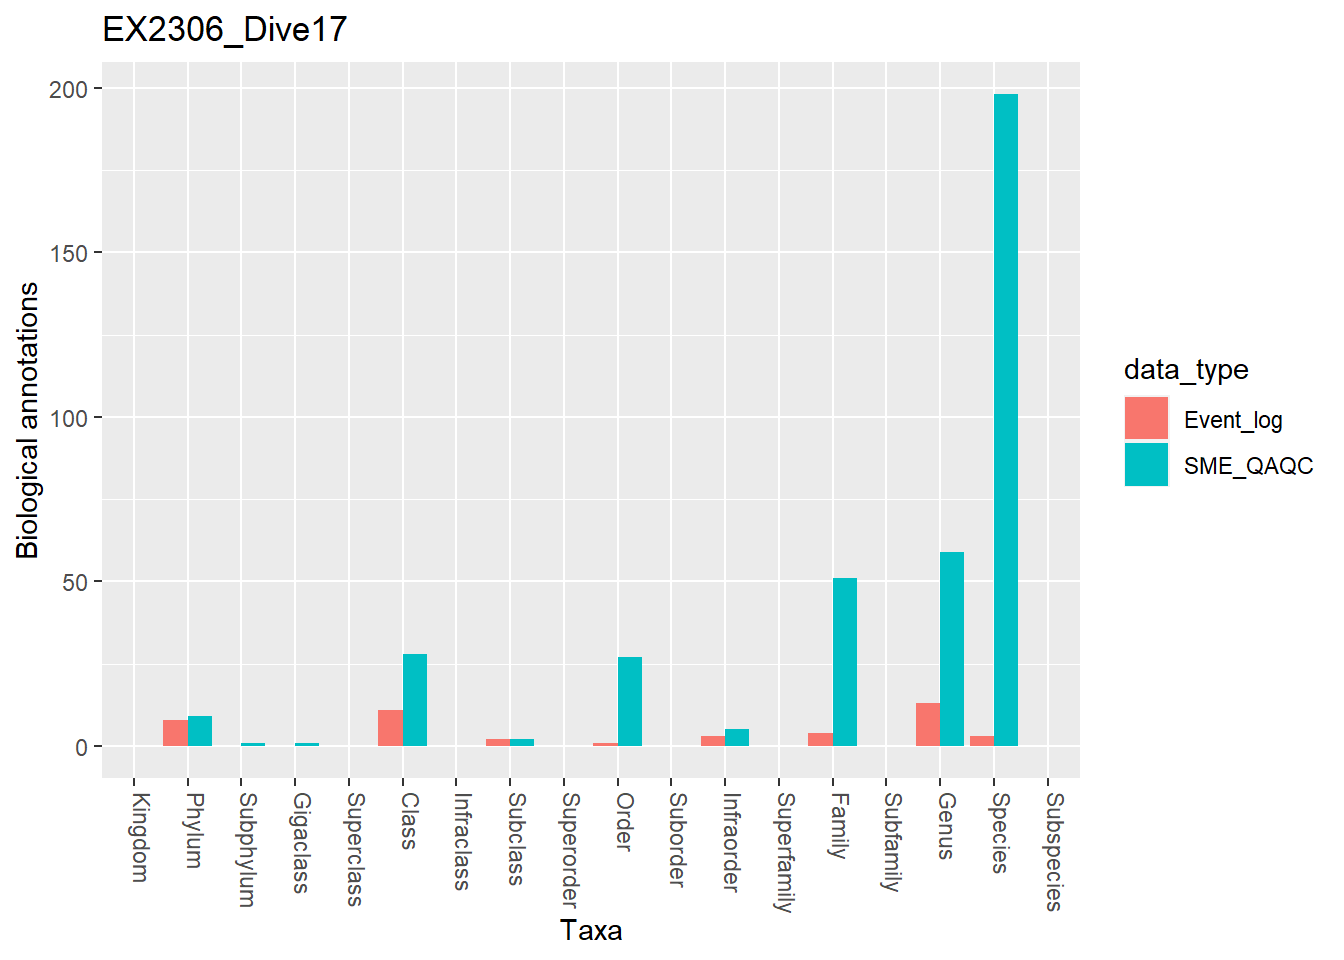 EX2306_Dive17
Biological annotations
200
150
100
50
0
Kingdom
Phylum
Subphylum
Gigaclass
Superclass
Class
Infraclass
Subclass
Superorder
Order
Suborder
Infraorder
Superfamily
Family
Subfamily
Genus
Species
Subspecies
Taxa
data_type
Event_log
SME_QAQC